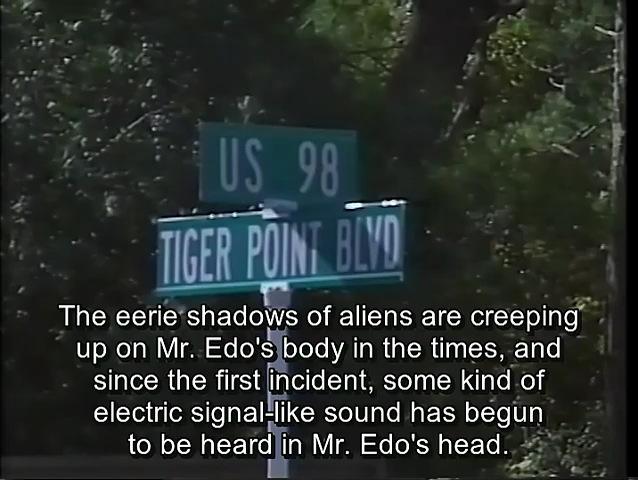 US 98
TIGER POINT BLVD
The eerie shadows of aliens are creeping
up on Mr. Edo's body in the times, and
since the first incident, some kind of
electric signal-like sound has begun
to be heard in Mr. Edo's head.